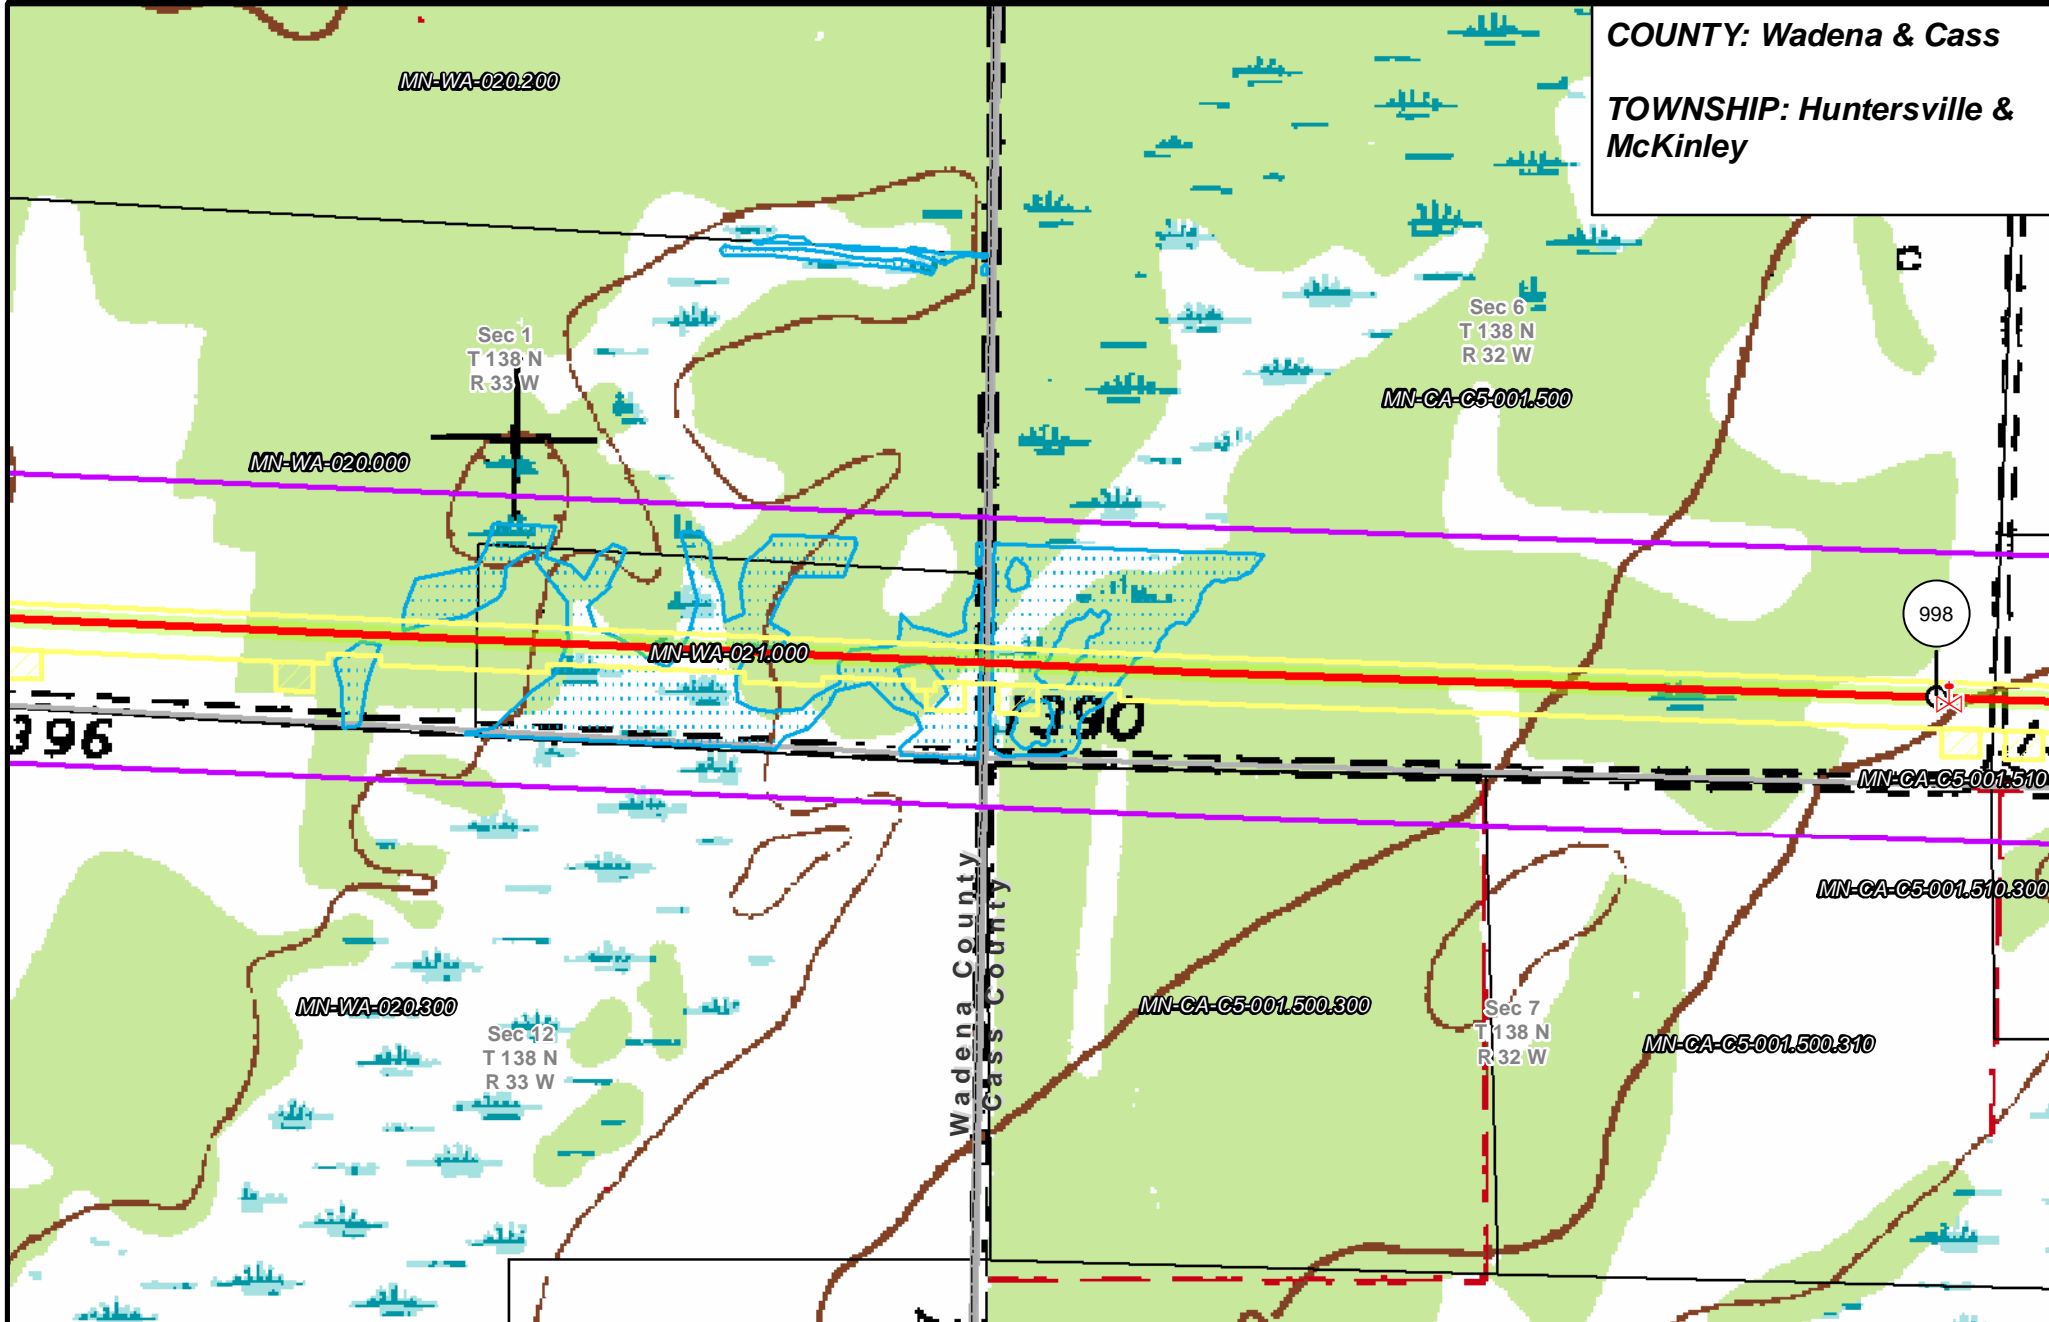 COUNTY: Wadena & Cass
TOWNSHIP: Huntersville &
McKinley
MN-WA-020.200
Sec 1
T 138 N
R 33 W
Sec 6
T 138 N
R 32 W
MN-CA-C5-001.500
MN-WA-020.000
998
MN-WA-021.000
396
390
MN-CA-C5-001.510
MN-CA-C5-001.510.300
Wadena County
Cass County
MN-WA-020.300
Sec 12
T 138 N
R 33 W
MN-CA-C5-001.500.300
Sec 7
T 138 N
R 32 W
MN-CA-C5-001.500.310